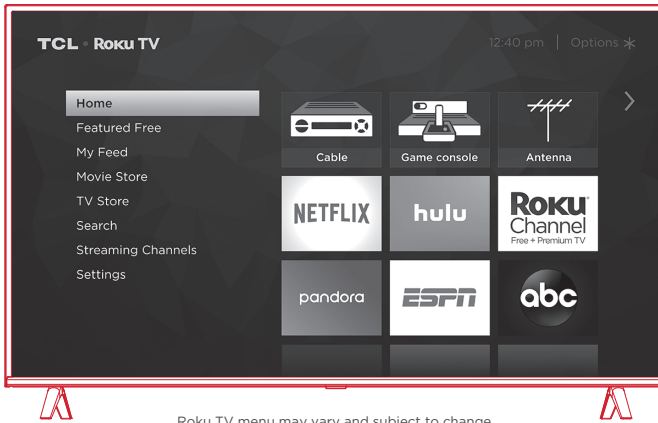 TCL • Roku TV
12:40 pm | Options
Home
Featured Free
My Feed
Movie Store
TV Store
Search
Streaming Channels
Settings
Cable
Game console
Antenna
NETFLIX
hulu
Roku
Channel
Free + Premium TV
pandora
ESPN
abc
Roku TV menu may vary and subject to change